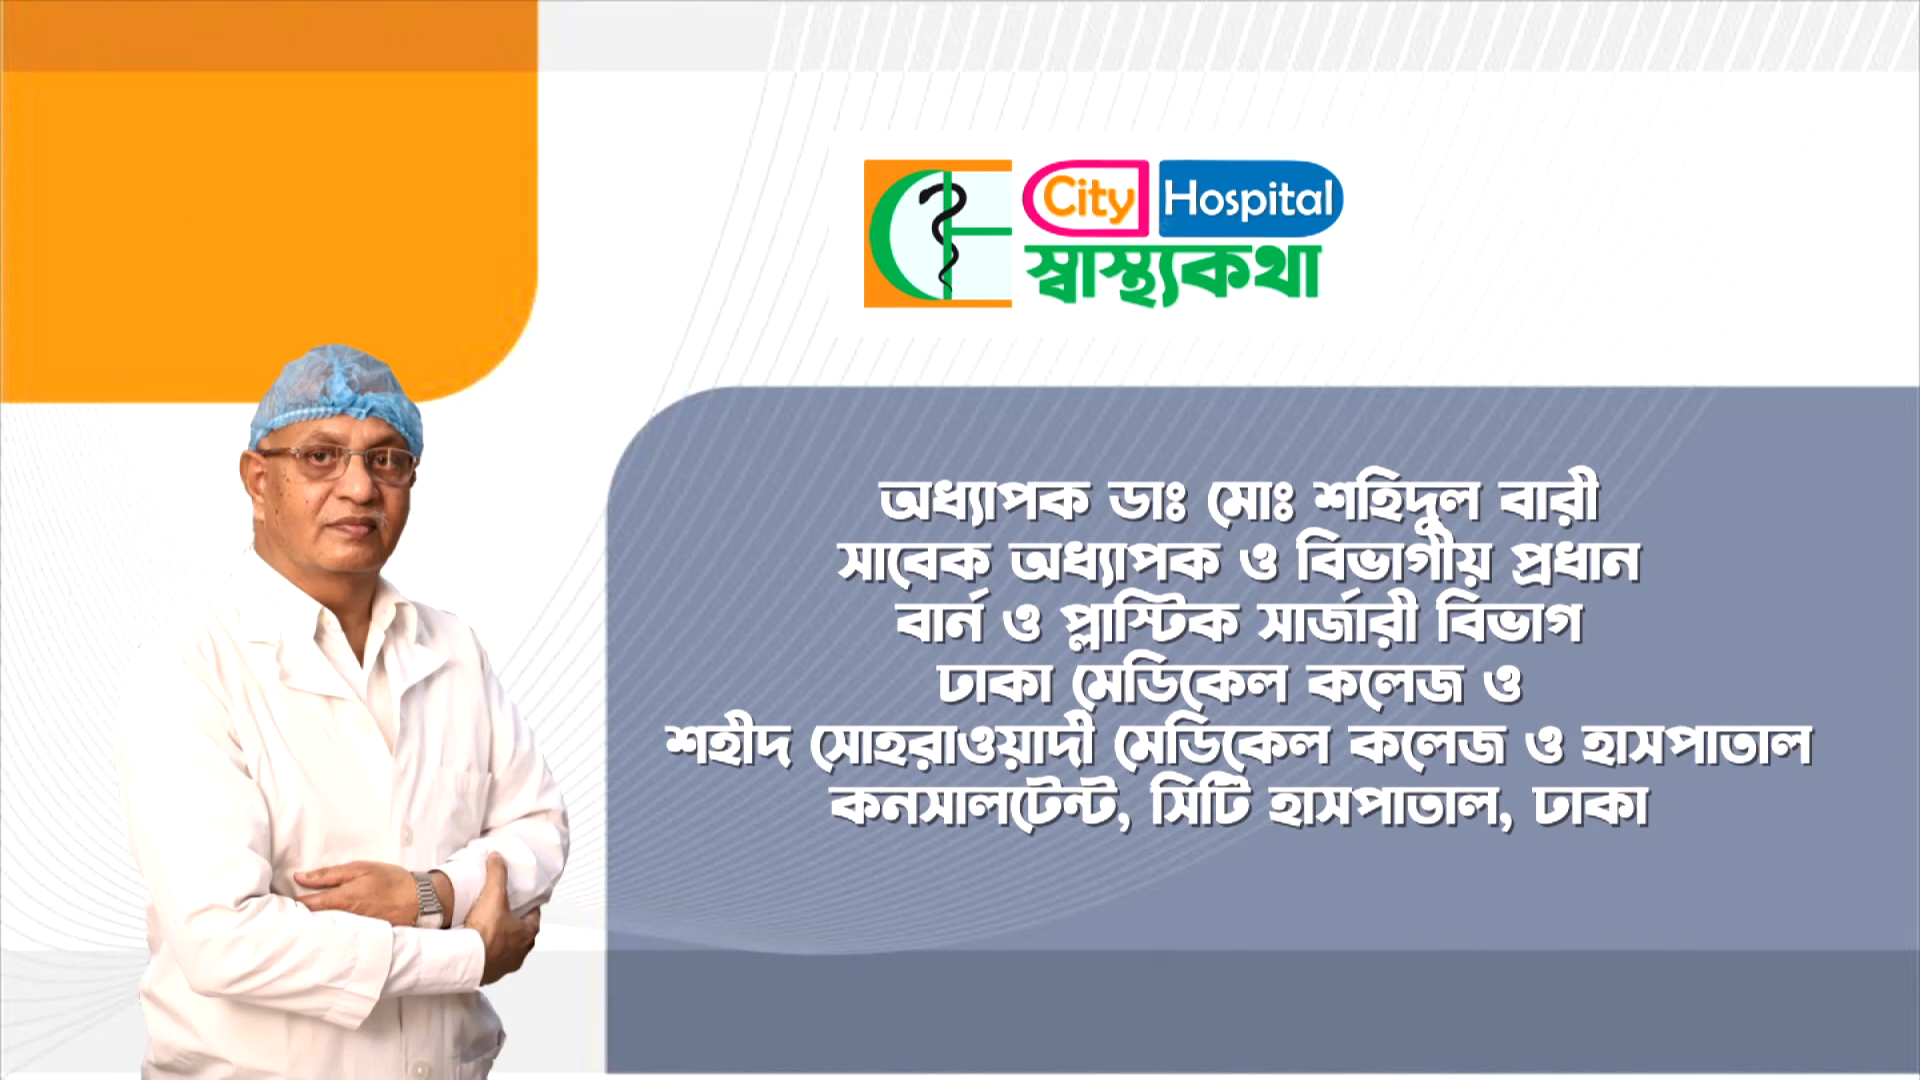 City Hospital
স্বাস্থ্যকথা
অধ্যাপক ডাঃ মোঃ শহিদুল বারী
সাবেক অধ্যাপক ও বিভাগীয় প্রধান
বার্ন ও প্লাস্টিক সার্জারী বিভাগ
ঢাকা মেডিকেল কলেজ ও
শহীদ সোহরাওয়াদী মেডিকেল কলেজ ও হাসপাতাল
কনসালটেন্ট, সিটি হাসপাতাল, ঢাকা